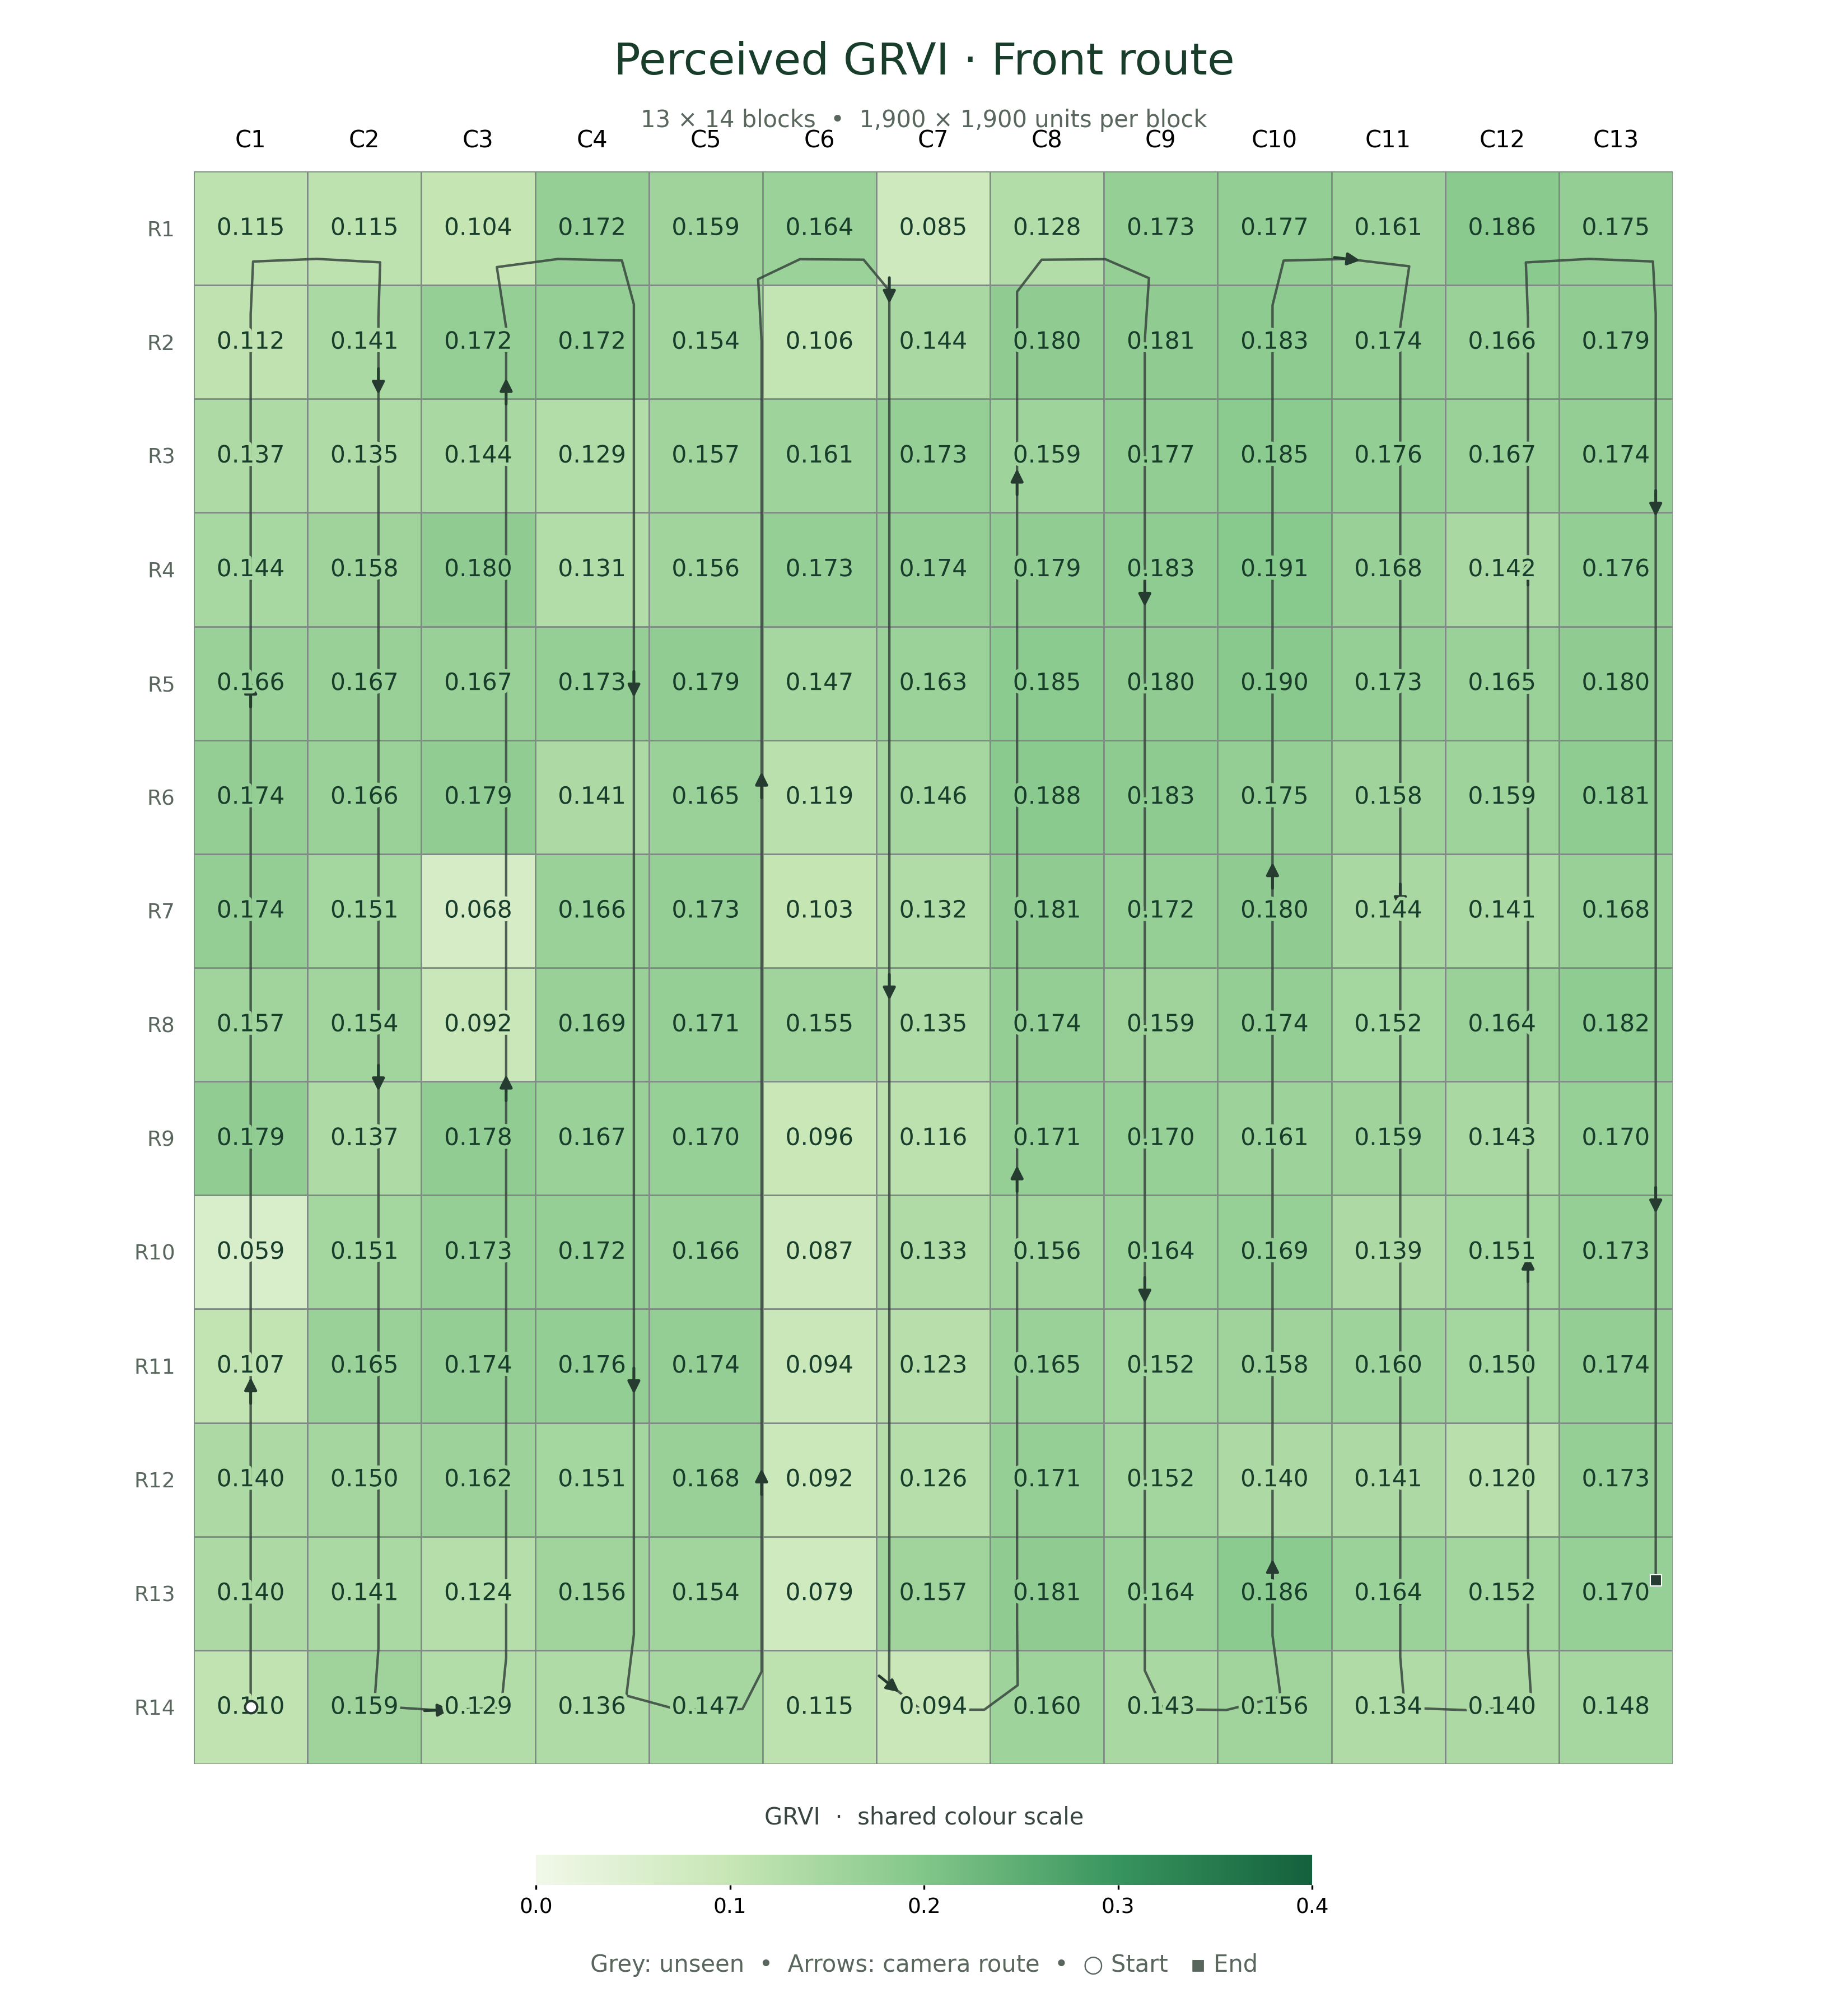 Perceived GRVI · Front route
13 × 14 blocks • 1,900 × 1,900 units per block
C1 C2 C3 C4 C5 C6 C7 C8 C9 C10 C11 C12 C13
R1 0.115 0.115 0.104 0.172 0.159 0.164 0.085 0.128 0.173 0.177 0.161 0.186 0.175
R2 0.112 0.141 0.172 0.172 0.154 0.106 0.144 0.180 0.181 0.183 0.174 0.166 0.179
R3 0.137 0.135 0.144 0.129 0.157 0.161 0.173 0.159 0.177 0.185 0.176 0.167 0.174
R4 0.144 0.158 0.180 0.131 0.156 0.173 0.174 0.179 0.183 0.191 0.168 0.142 0.176
R5 0.166 0.167 0.167 0.173 0.179 0.147 0.163 0.185 0.180 0.190 0.173 0.165 0.180
R6 0.174 0.166 0.179 0.141 0.165 0.119 0.146 0.188 0.183 0.175 0.158 0.159 0.181
R7 0.174 0.151 0.068 0.166 0.173 0.103 0.132 0.181 0.172 0.180 0.144 0.141 0.168
R8 0.157 0.154 0.092 0.169 0.171 0.155 0.135 0.174 0.159 0.174 0.152 0.164 0.182
R9 0.179 0.137 0.178 0.167 0.170 0.096 0.116 0.171 0.170 0.161 0.159 0.143 0.170
R10 0.059 0.151 0.173 0.172 0.166 0.087 0.133 0.156 0.164 0.169 0.139 0.151 0.173
R11 0.107 0.165 0.174 0.176 0.174 0.094 0.123 0.165 0.152 0.158 0.160 0.150 0.174
R12 0.140 0.150 0.162 0.151 0.168 0.092 0.126 0.171 0.152 0.140 0.141 0.120 0.173
R13 0.140 0.141 0.124 0.156 0.154 0.079 0.157 0.181 0.164 0.186 0.164 0.152 0.170
R14 0.110 0.159 0.129 0.136 0.147 0.115 0.094 0.160 0.143 0.156 0.134 0.140 0.148
GRVI · shared colour scale
0.0 0.1 0.2 0.3 0.4
Grey: unseen • Arrows: camera route • ○ Start ■ End